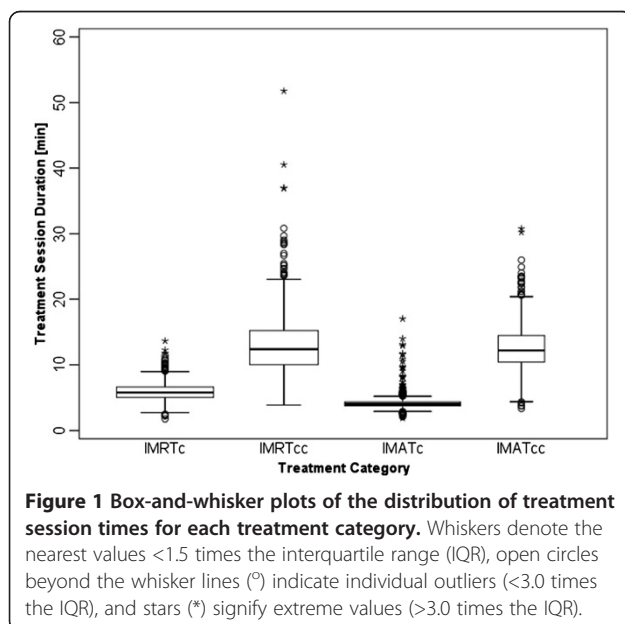 60
50
40
30
20
10
0
Treatment Session Duration [min]
IMRTc IMRTcc IMATc IMATcc
Treatment Category
Figure 1 Box-and-whisker plots of the distribution of treatment
session times for each treatment category. Whiskers denote the
nearest values <1.5 times the interquartile range (IQR), open circles
beyond the whisker lines (°) indicate individual outliers (<3.0 times
the IQR), and stars (*) signify extreme values (>3.0 times the IQR).